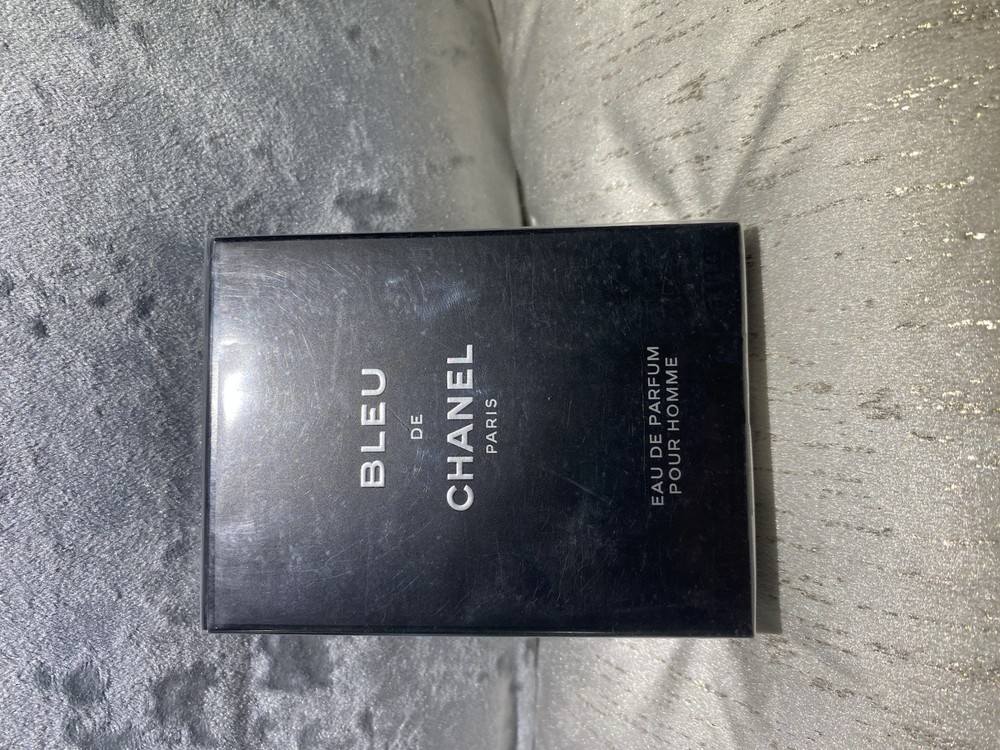 BLEU
DE
CHANEL
PARIS
EAU DE PARFUM
POUR HOMME